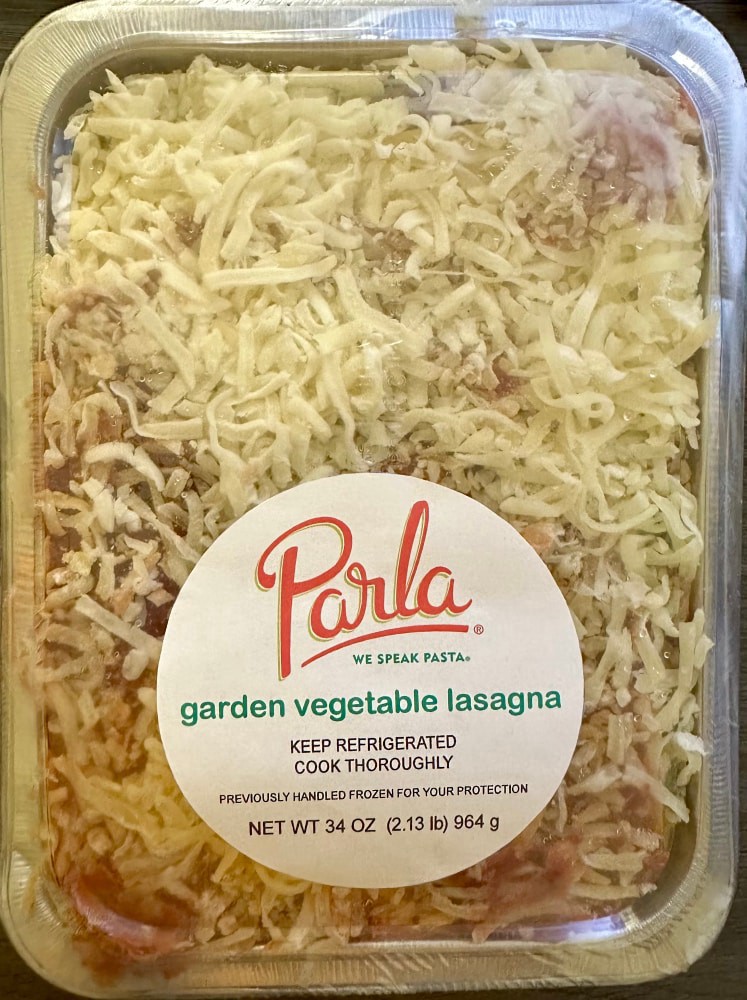 Parla®
WE SPEAK PASTA®
garden vegetable lasagna
KEEP REFRIGERATED
COOK THOROUGHLY
PREVIOUSLY HANDLED FROZEN FOR YOUR PROTECTION
NET WT 34 OZ (2.13 lb) 964 g